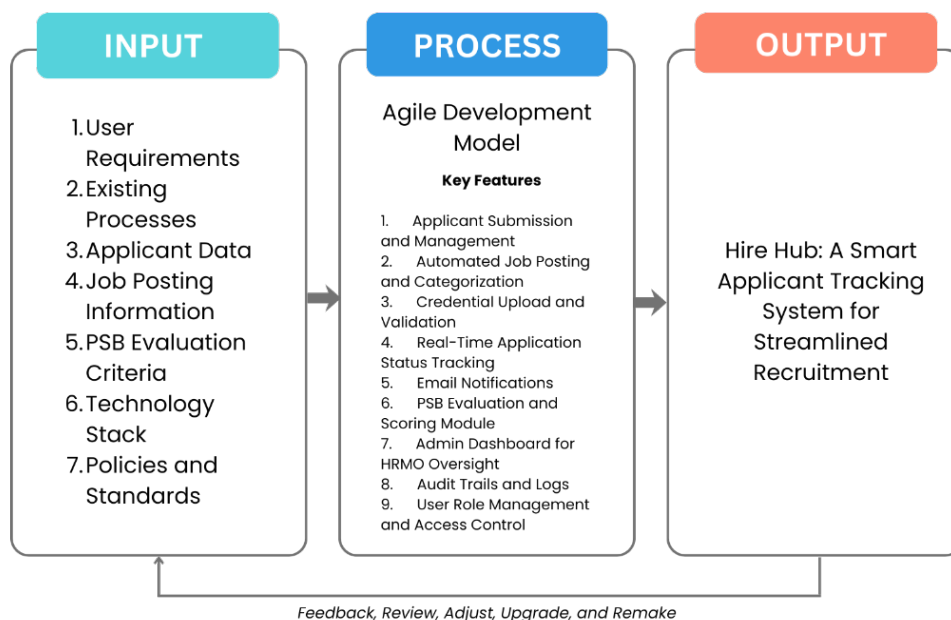 INPUT
1. User
Requirements
2. Existing
Processes
3. Applicant Data
4. Job Posting
Information
5. PSB Evaluation
Criteria
6. Technology
Stack
7. Policies and
Standards
PROCESS
Agile Development
Model
Key Features
1. Applicant Submission
and Management
2. Automated Job Posting
and Categorization
3. Credential Upload and
Validation
4. Real-Time Application
Status Tracking
5. Email Notifications
6. PSB Evaluation and
Scoring Module
7. Admin Dashboard for
HRMO Oversight
8. Audit Trails and Logs
9. User Role Management
and Access Control
OUTPUT
Hire Hub: A Smart
Applicant Tracking
System for
Streamlined
Recruitment
Feedback, Review, Adjust, Upgrade, and Remake